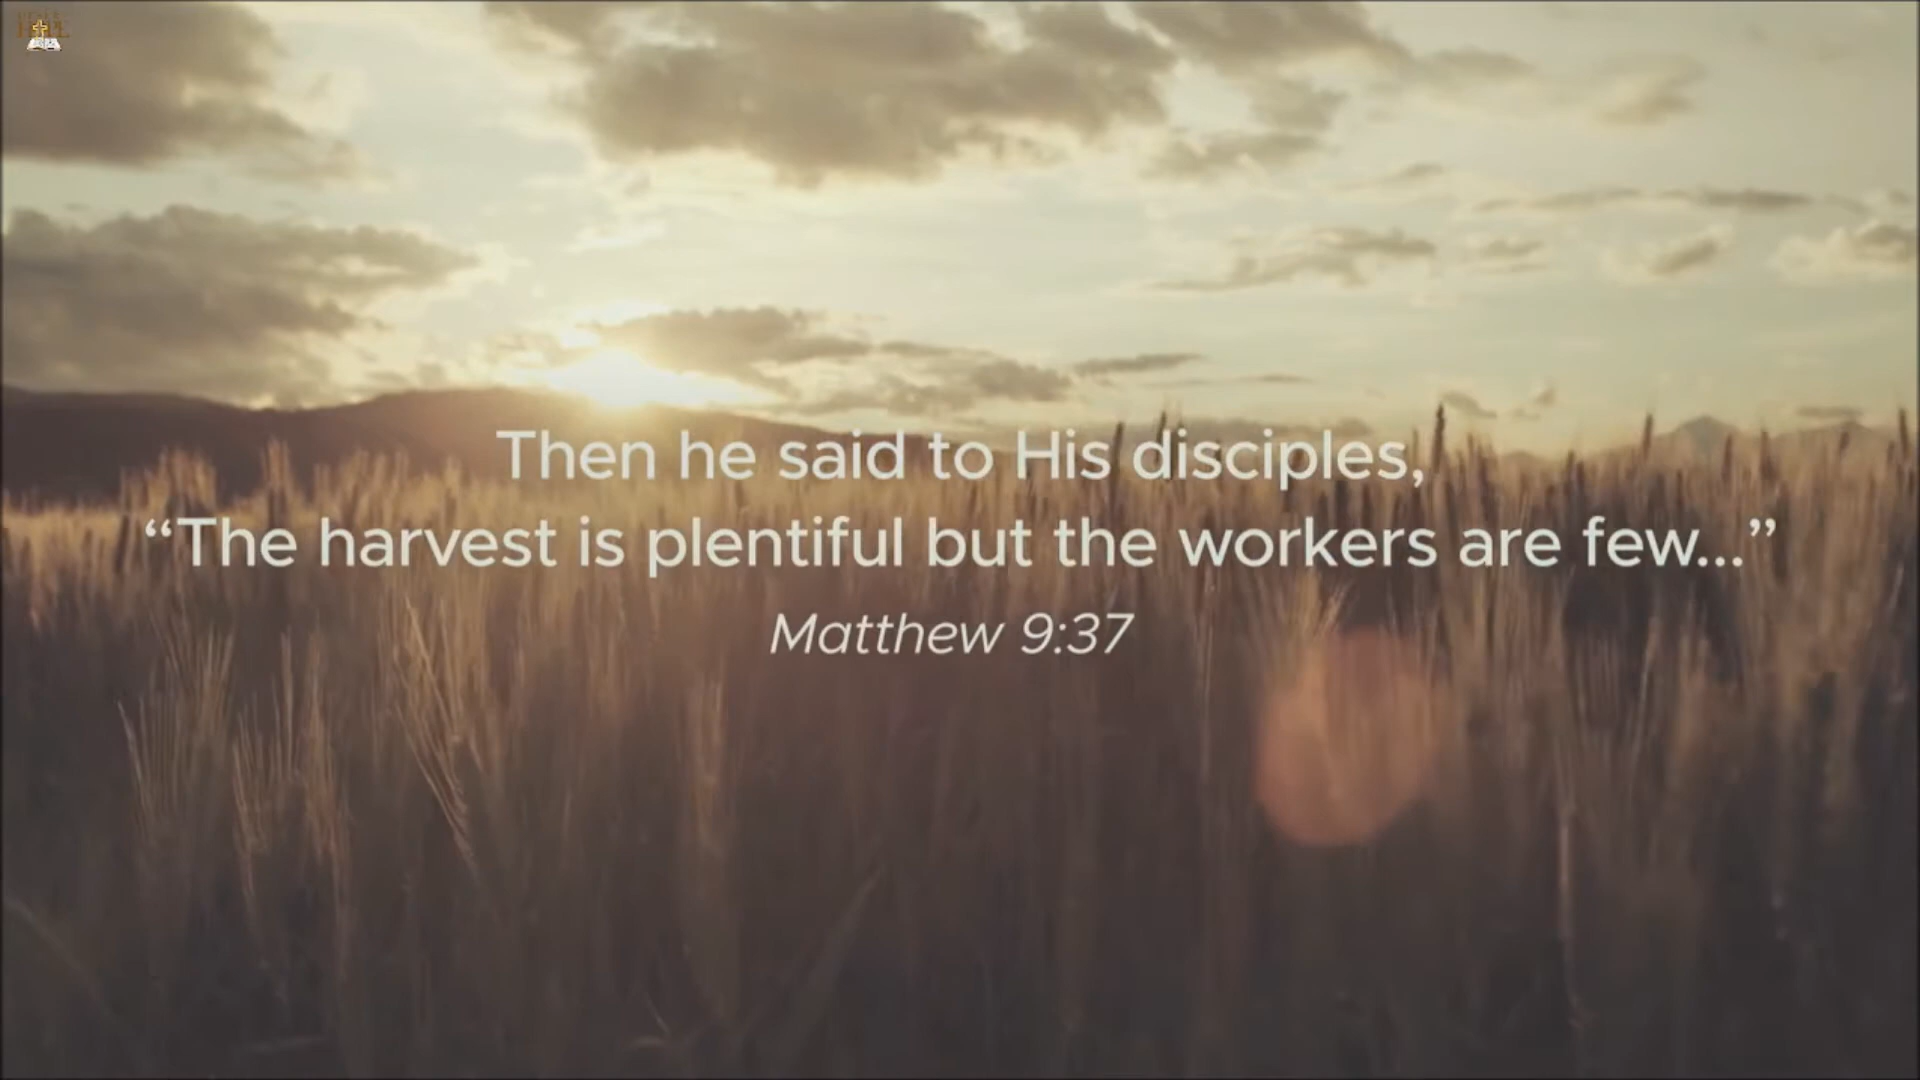 Then he said to His disciples,
“The harvest is plentiful but the workers are few...”
Matthew 9:37